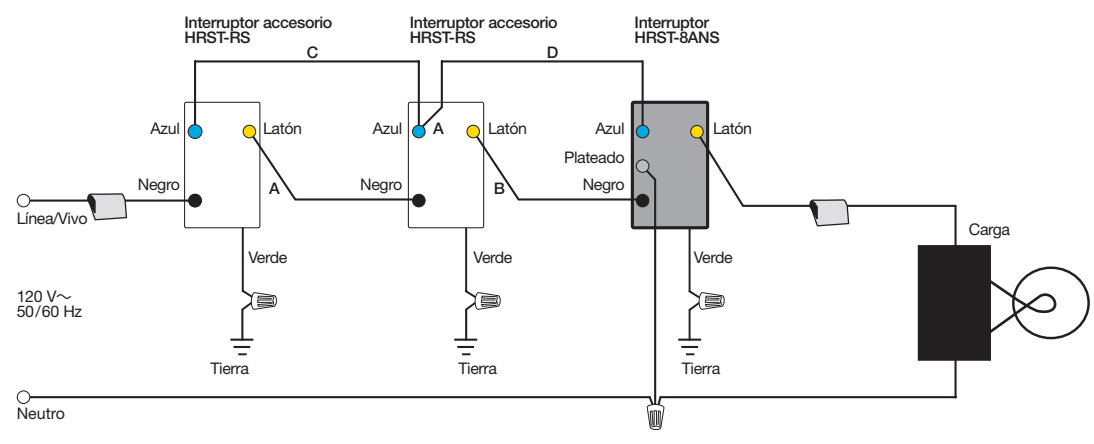 Interruptor accesorio
HRST-RS
Interruptor accesorio
HRST-RS
Interruptor
HRST-8ANS
C
D
Azul
Latón
Azul
A
Latón
Azul
Latón
Plateado
Negro
A
Negro
B
Negro
Línea/Vivo
Carga
Verde
Verde
Verde
120 V~
50/60 Hz
Tierra
Tierra
Tierra
Neutro